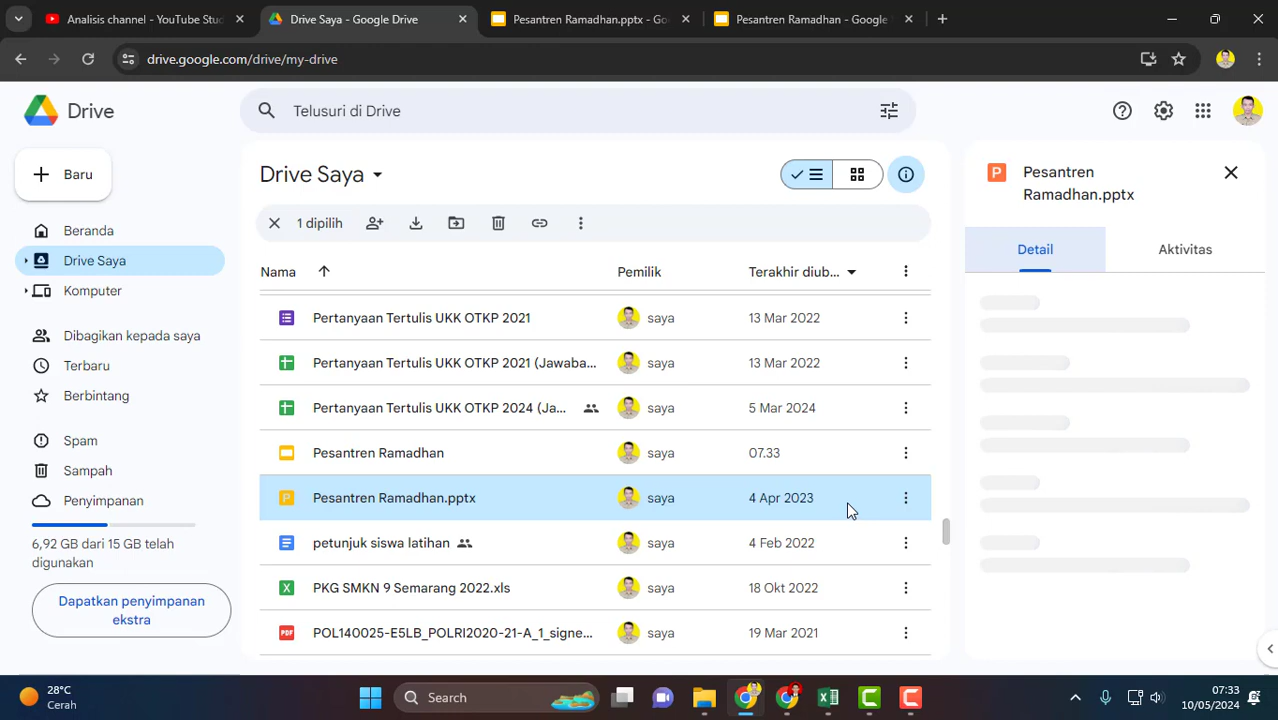 Analisis channel - YouTube Stud
Drive Saya - Google Drive
Pesantren Ramadhan.pptx - Go
Pesantren Ramadhan - Google
drive.google.com/drive/my-drive
Drive
Telusuri di Drive
Baru
Beranda
Drive Saya
Komputer
Dibagikan kepada saya
Terbaru
Berbintang
Spam
Sampah
Penyimpanan
6,92 GB dari 15 GB telah
digunakan
Dapatkan penyimpanan
ekstra
Drive Saya
1 dipilih
Nama Pemilik Terakhir diub...
Pertanyaan Tertulis UKK OTKP 2021 saya 13 Mar 2022
Pertanyaan Tertulis UKK OTKP 2021 (Jawaba... saya 13 Mar 2022
Pertanyaan Tertulis UKK OTKP 2024 (Ja... saya 5 Mar 2024
Pesantren Ramadhan saya 07.33
P Pesantren Ramadhan.pptx saya 4 Apr 2023
petunjuk siswa latihan saya 4 Feb 2022
X PKG SMKN 9 Semarang 2022.xls saya 18 Okt 2022
PDF POL140025-E5LB_POLRI2020-21-A_1_signe... saya 19 Mar 2021
P Pesantren
Ramadhan.pptx
Detail Aktivitas
28°C
Cerah
Search
07:33
10/05/2024